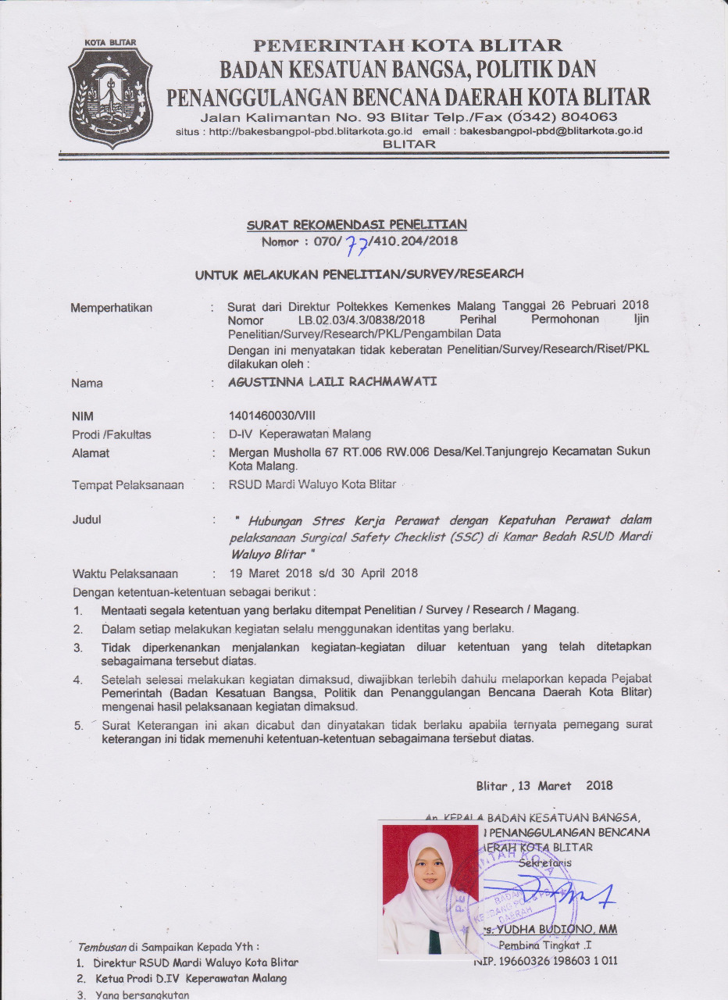 KOTA BLITAR
PEMERINTAH KOTA BLITAR
BADAN KESATUAN BANGSA, POLITIK DAN
PENANGGULANGAN BENCANA DAERAH KOTA BLITAR
Jalan Kalimantan No. 93 Blitar Telp./Fax (0342) 804063
situs : http://bakesbangpol-pbd.blitarkota.go.id email : bakesbangpol-pbd@blitarkota.go.id
BLITAR
SURAT REKOMENDASI PENELITIAN
Nomor : 070/77/410.204/2018
UNTUK MELAKUKAN PENELITIAN/SURVEY/RESEARCH
Memperhatikan : Surat dari Direktur Poltekkes Kemenkes Malang Tanggal 26 Pebruari 2018
Nomor LB.02.03/4.3/0838/2018 Perihal Permohonan Ijin
Penelitian/Survey/Research/PKL/Pengambilan Data
Dengan ini menyatakan tidak keberatan Penelitian/Survey/Research/Riset/PKL
dilakukan oleh :
Nama : AGUSTINNA LAILI RACHMAWATI
NIM 1401460030/VIII
Prodi /Fakultas : D-IV Keperawatan Malang
Alamat : Mergan Musholla 67 RT.006 RW.006 Desa/Kel.Tanjungrejo Kecamatan Sukun
Kota Malang.
Tempat Pelaksanaan : RSUD Mardi Waluyo Kota Blitar
Judul : " Hubungan Stres Kerja Perawat dengan Kepatuhan Perawat dalam
pelaksanaan Surgical Safety Checklist (SSC) di Kamar Bedah RSUD Mardi
Waluyo Blitar "
Waktu Pelaksanaan : 19 Maret 2018 s/d 30 April 2018
Dengan ketentuan-ketentuan sebagai berikut :
1. Mentaati segala ketentuan yang berlaku ditempat Penelitian / Survey / Research / Magang.
2. Dalam setiap melakukan kegiatan selalu menggunakan identitas yang berlaku.
3. Tidak diperkenankan menjalankan kegiatan-kegiatan diluar ketentuan yang telah ditetapkan
sebagaimana tersebut diatas.
4. Setelah selesai melakukan kegiatan dimaksud, diwajibkan terlebih dahulu melaporkan kepada Pejabat
Pemerintah (Badan Kesatuan Bangsa, Politik dan Penanggulangan Bencana Daerah Kota Blitar)
mengenai hasil pelaksanaan kegiatan dimaksud.
5. Surat Keterangan ini akan dicabut dan dinyatakan tidak berlaku apabila ternyata pemegang surat
keterangan ini tidak memenuhi ketentuan-ketentuan sebagaimana tersebut diatas.
Blitar , 13 Maret 2018
An. KEPALA BADAN KESATUAN BANGSA,
PENANGGULANGAN BENCANA
DAERAH KOTA BLITAR
Sekretaris
BADAN
DAERAH
YUDHA BUDIONO, MM
Pembina Tingkat .I
NIP. 19660326 198603 1 011
Tembusan di Sampaikan Kepada Yth :
1. Direktur RSUD Mardi Waluyo Kota Blitar
2. Ketua Prodi D.IV Keperawatan Malang
3. Yang bersangkutan